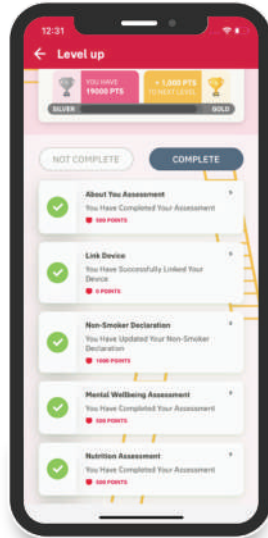 12:31
Level up
YOU HAVE
19000 PTS
+ 1,000 PTS
TO NEXT LEVEL
SILVER
GOLD
NOT COMPLETE
COMPLETE
About You Assessment
You Have Completed Your Assessment
500 POINTS
Link Device
You Have Successfully Linked Your
Device
0 POINTS
Non-Smoker Declaration
You Have Updated Your Non-Smoker
Declaration
1000 POINTS
Mental Wellbeing Assessment
You Have Completed Your Assessment
500 POINTS
Nutrition Assessment
You Have Completed Your Assessment
500 POINTS